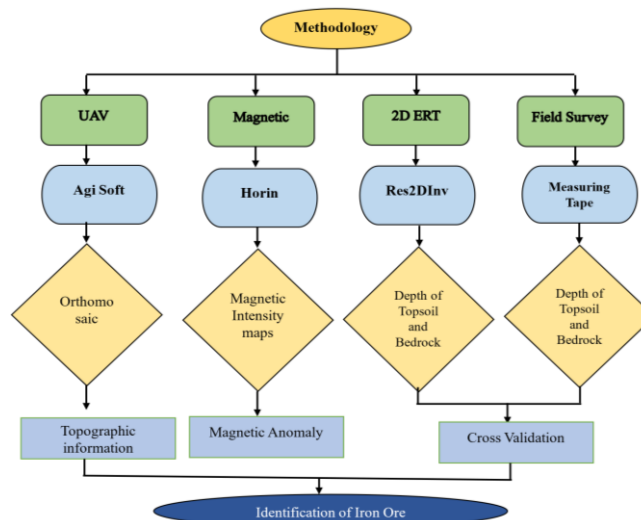 Methodology
UAV
Magnetic
2D ERT
Field Survey
Agi Soft
Horin
Res2DInv
Measuring
Tape
Orthomo
saic
Magnetic
Intensity
maps
Depth of
Topsoil
and
Bedrock
Depth of
Topsoil
and
Bedrock
Topographic
information
Magnetic Anomaly
Cross Validation
Identification of Iron Ore